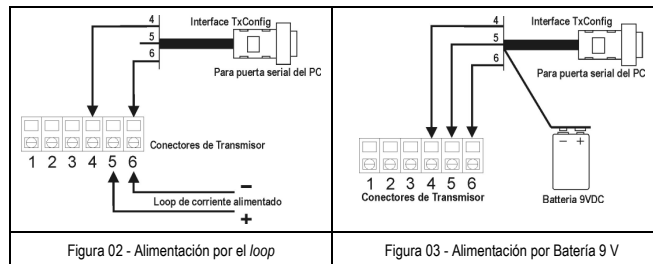 4
Interface TxConfig
5
6
Para puerta serial del PC
Conectores de Transmisor
1 2 3 4 5 6
−
Loop de corriente alimentado
+
Figura 02 - Alimentación por el loop
4
Interface TxConfig
5
6
Para puerta serial del PC
− +
1 2 3 4 5 6
Conectores de Transmisor
Batteria 9VDC
Figura 03 - Alimentación por Batería 9 V